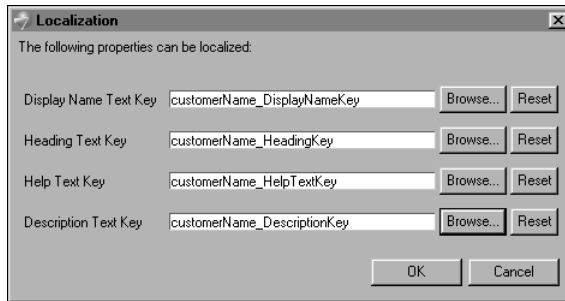 Localization
The following properties can be localized:
Display Name Text Key customerName_DisplayNameKey Browse... Reset
Heading Text Key customerName_HeadingKey Browse... Reset
Help Text Key customerName_HelpTextKey Browse... Reset
Description Text Key customerName_DescriptionKey Browse... Reset
OK Cancel